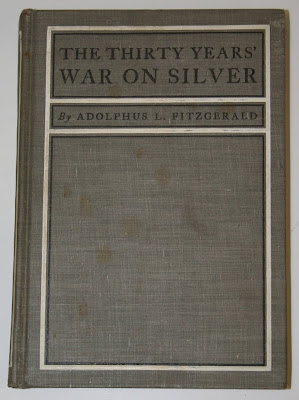 THE THIRTY YEARS'
WAR ON SILVER
By ADOLPHUS L. FITZGERALD